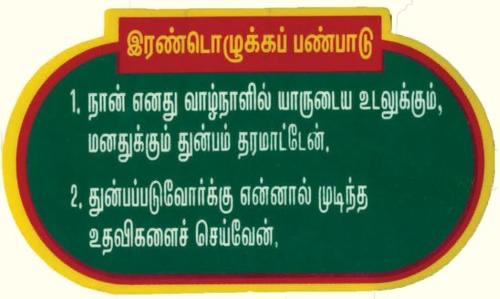 இரண்டொழுக்கப் பண்பாடு
1. நான் எனது வாழ்நாளில் யாருடைய உடலுக்கும்,
மனதுக்கும் துன்பம் தரமாட்டேன்.
2. துன்பப்படுவோர்க்கு என்னால் முடிந்த
உதவிகளைச் செய்வேன்.